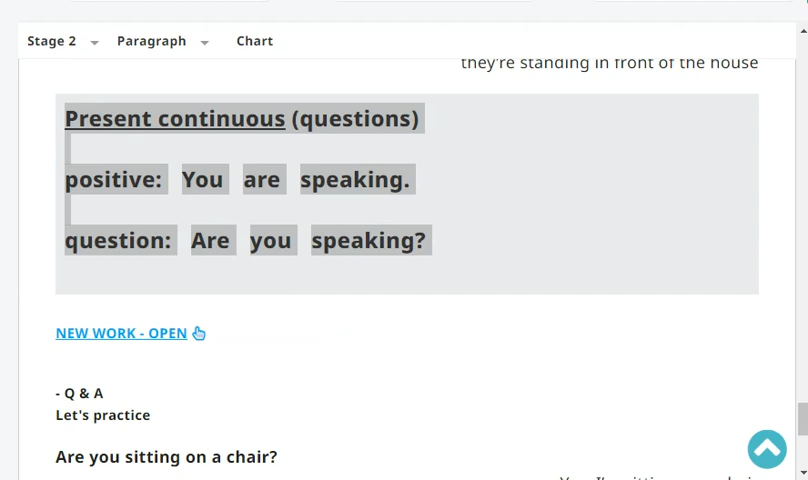 Stage 2 Paragraph Chart
they're standing in front of the house
Present continuous (questions)
positive: You are speaking.
question: Are you speaking?
NEW WORK - OPEN
- Q & A
Let's practice
Are you sitting on a chair?